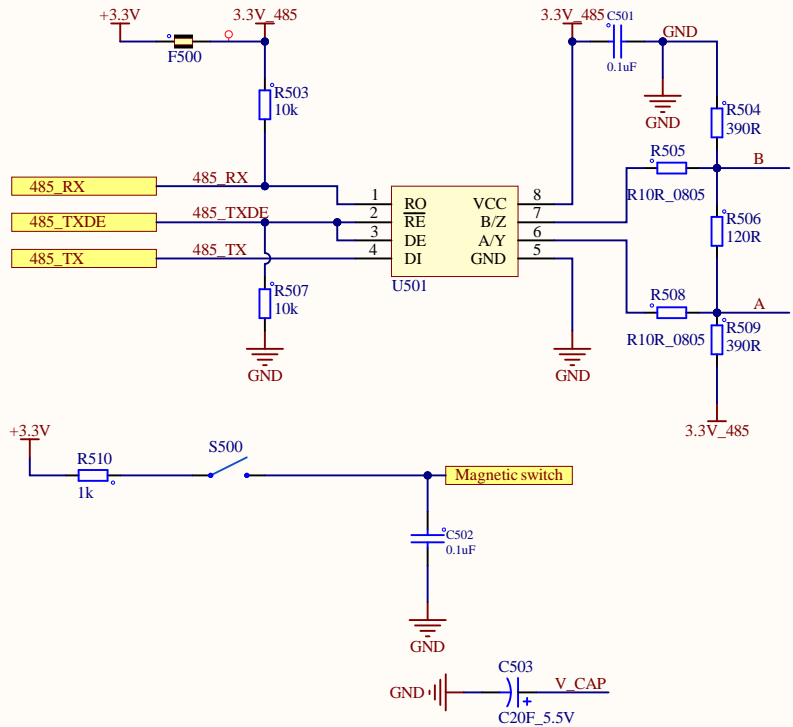 +3.3V
3.3V_485
3.3V_485
C501
GND
F500
0.1uF
R503
10k
GND
R504
390R
R505
B
485_RX
485_RX
1
RO
VCC
8
R10R_0805
485_TXDE
485_TXDE
2
RE
B/Z
7
R506
120R
3
DE
A/Y
6
485_TX
485_TX
4
DI
GND
5
U501
R507
10k
R508
A
R509
390R
R10R_0805
GND
GND
3.3V_485
+3.3V
R510
1k
S500
Magnetic switch
C502
0.1uF
GND
C503
GND
V_CAP
+
C20F_5.5V